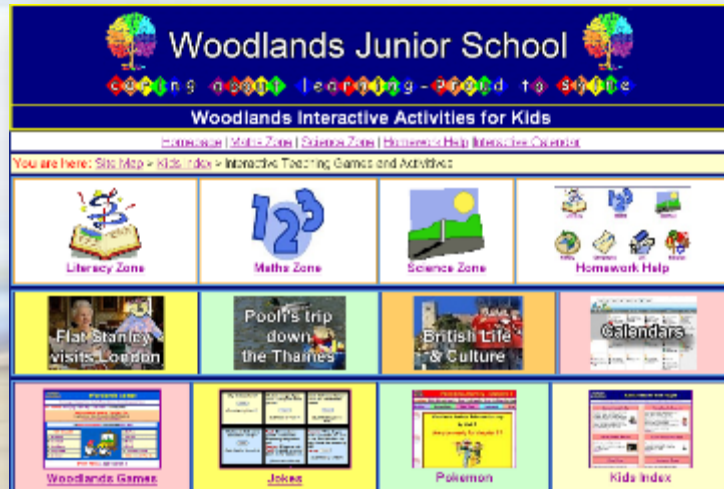 Woodlands Junior School
caring about learning-Proud to Shine
Woodlands Interactive Activities for Kids
Homepage | Maths Zone | Science Zone | Homework Help Interactive Calendar
You are here: Site Map > Kids Index > Interactive Teaching Games and Activitives
Literacy Zone
123
Maths Zone
Science Zone
Homework Help
Flat Stanley
visits London
Pooh's trip
down
the Thames
British Life
& Culture
Calendars
Woodlands Games
Jokes
Pokemon
Kids Index